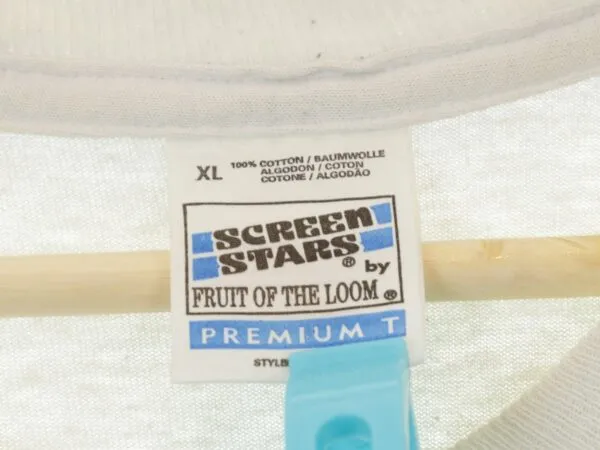 XL
100% COTTON / BAUMWOLLE
ALGODON / COTON
COTONE / ALGODÃO
SCREEN
STARS ® by
FRUIT OF THE LOOM ®
PREMIUM T